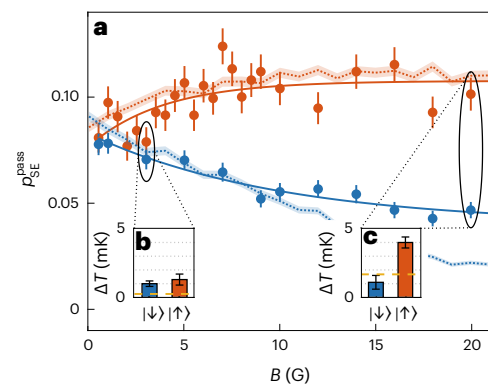 a
0.10
0.05
0
p_SE^pass
b
5
0
ΔT (mK)
|↓⟩ |↑⟩
c
5
0
ΔT (mK)
|↓⟩ |↑⟩
0 5 10 15 20
B (G)